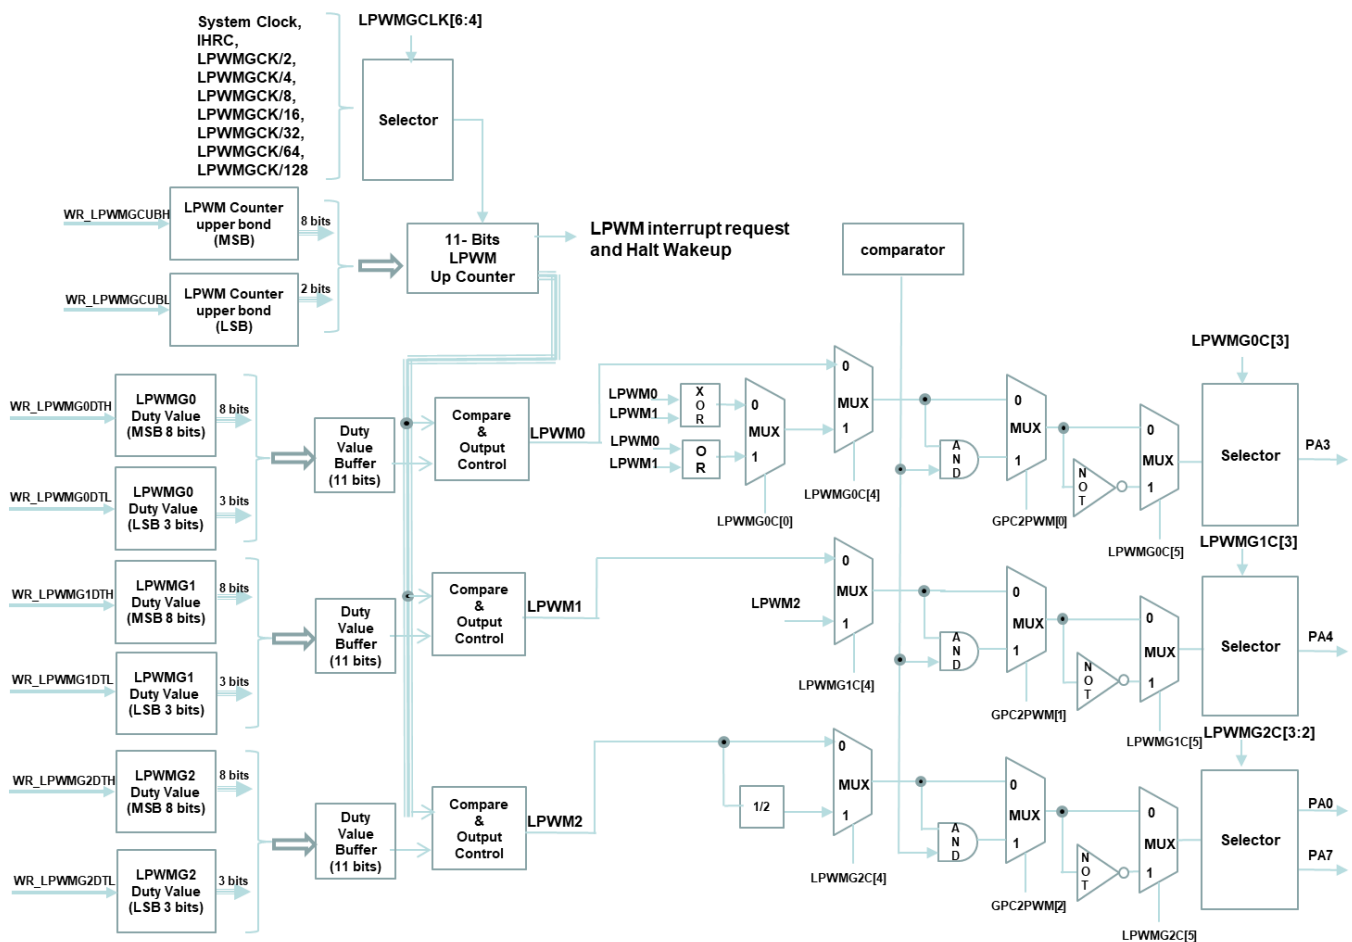 System Clock,
IHRC,
LPWMGCK/2,
LPWMGCK/4,
LPWMGCK/8,
LPWMGCK/16,
LPWMGCK/32,
LPWMGCK/64,
LPWMGCK/128
LPWMGCLK[6:4]
Selector
WR_LPWMGCUBH
LPWM Counter
upper bond
(MSB)
8 bits
WR_LPWMGCUBL
LPWM Counter
upper bond
(LSB)
2 bits
11- Bits
LPWM
Up Counter
LPWM interrupt request
and Halt Wakeup
comparator
WR_LPWMG0DTH
LPWMG0
Duty Value
(MSB 8 bits)
8 bits
WR_LPWMG0DTL
LPWMG0
Duty Value
(LSB 3 bits)
3 bits
Duty
Value
Buffer
(11 bits)
Compare
&
Output
Control
LPWM0
LPWM0
LPWM1
XOR
LPWM0
LPWM1
OR
0
MUX
1
LPWMG0C[0]
0
MUX
1
LPWMG0C[4]
AND
0
MUX
1
GPC2PWM[0]
NOT
0
MUX
1
LPWMG0C[5]
LPWMG0C[3]
Selector
PA3
WR_LPWMG1DTH
LPWMG1
Duty Value
(MSB 8 bits)
8 bits
WR_LPWMG1DTL
LPWMG1
Duty Value
(LSB 3 bits)
3 bits
Duty
Value
Buffer
(11 bits)
Compare
&
Output
Control
LPWM1
LPWM2
0
MUX
1
LPWMG1C[4]
AND
0
MUX
1
GPC2PWM[1]
NOT
0
MUX
1
LPWMG1C[5]
LPWMG1C[3]
Selector
PA4
WR_LPWMG2DTH
LPWMG2
Duty Value
(MSB 8 bits)
8 bits
WR_LPWMG2DTL
LPWMG2
Duty Value
(LSB 3 bits)
3 bits
Duty
Value
Buffer
(11 bits)
Compare
&
Output
Control
LPWM2
1/2
0
MUX
1
LPWMG2C[4]
AND
0
MUX
1
GPC2PWM[2]
NOT
0
MUX
1
LPWMG2C[5]
LPWMG2C[3:2]
Selector
PA0
PA7